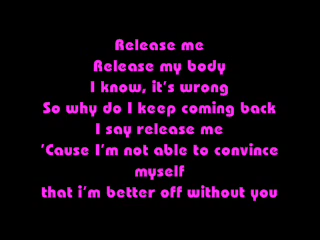 Release me
Release my body
I know, it's wrong
So why do I keep coming back
I say release me
'Cause I'm not able to convince
myself
that i'm better off without you